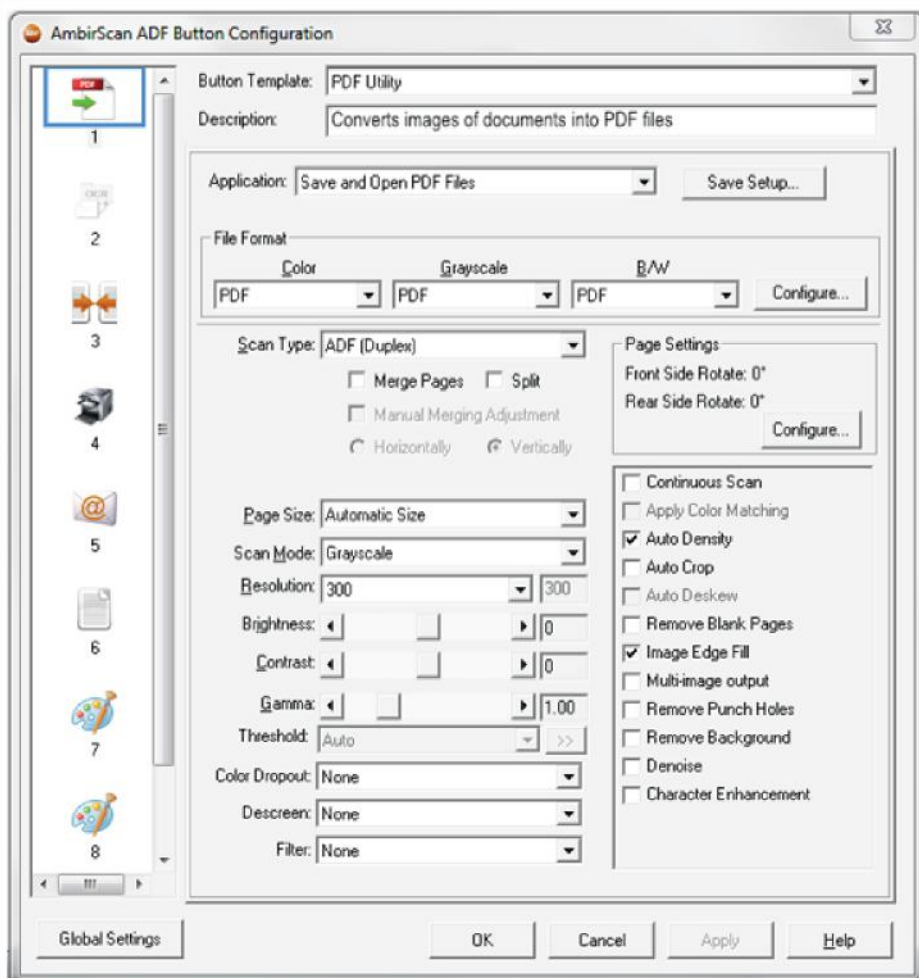 AmbirScan ADF Button Configuration
PDF
1
OCR
2
3
4
5
6
7
8
Button Template: PDF Utility
Description: Converts images of documents into PDF files
Application: Save and Open PDF Files Save Setup...
File Format
Color Grayscale B/W
PDF PDF PDF Configure...
Scan Type: ADF (Duplex)
Merge Pages Split
Manual Merging Adjustment
Horizontally Vertically
Page Size: Automatic Size
Scan Mode: Grayscale
Resolution: 300 300
Brightness: 0
Contrast: 0
Gamma: 1.00
Threshold: Auto >>
Color Dropout: None
Descreen: None
Filter: None
Page Settings
Front Side Rotate: 0°
Rear Side Rotate: 0°
Configure...
Continuous Scan
Apply Color Matching
Auto Density
Auto Crop
Auto Deskew
Remove Blank Pages
Image Edge Fill
Multi-image output
Remove Punch Holes
Remove Background
Denoise
Character Enhancement
Global Settings OK Cancel Apply Help